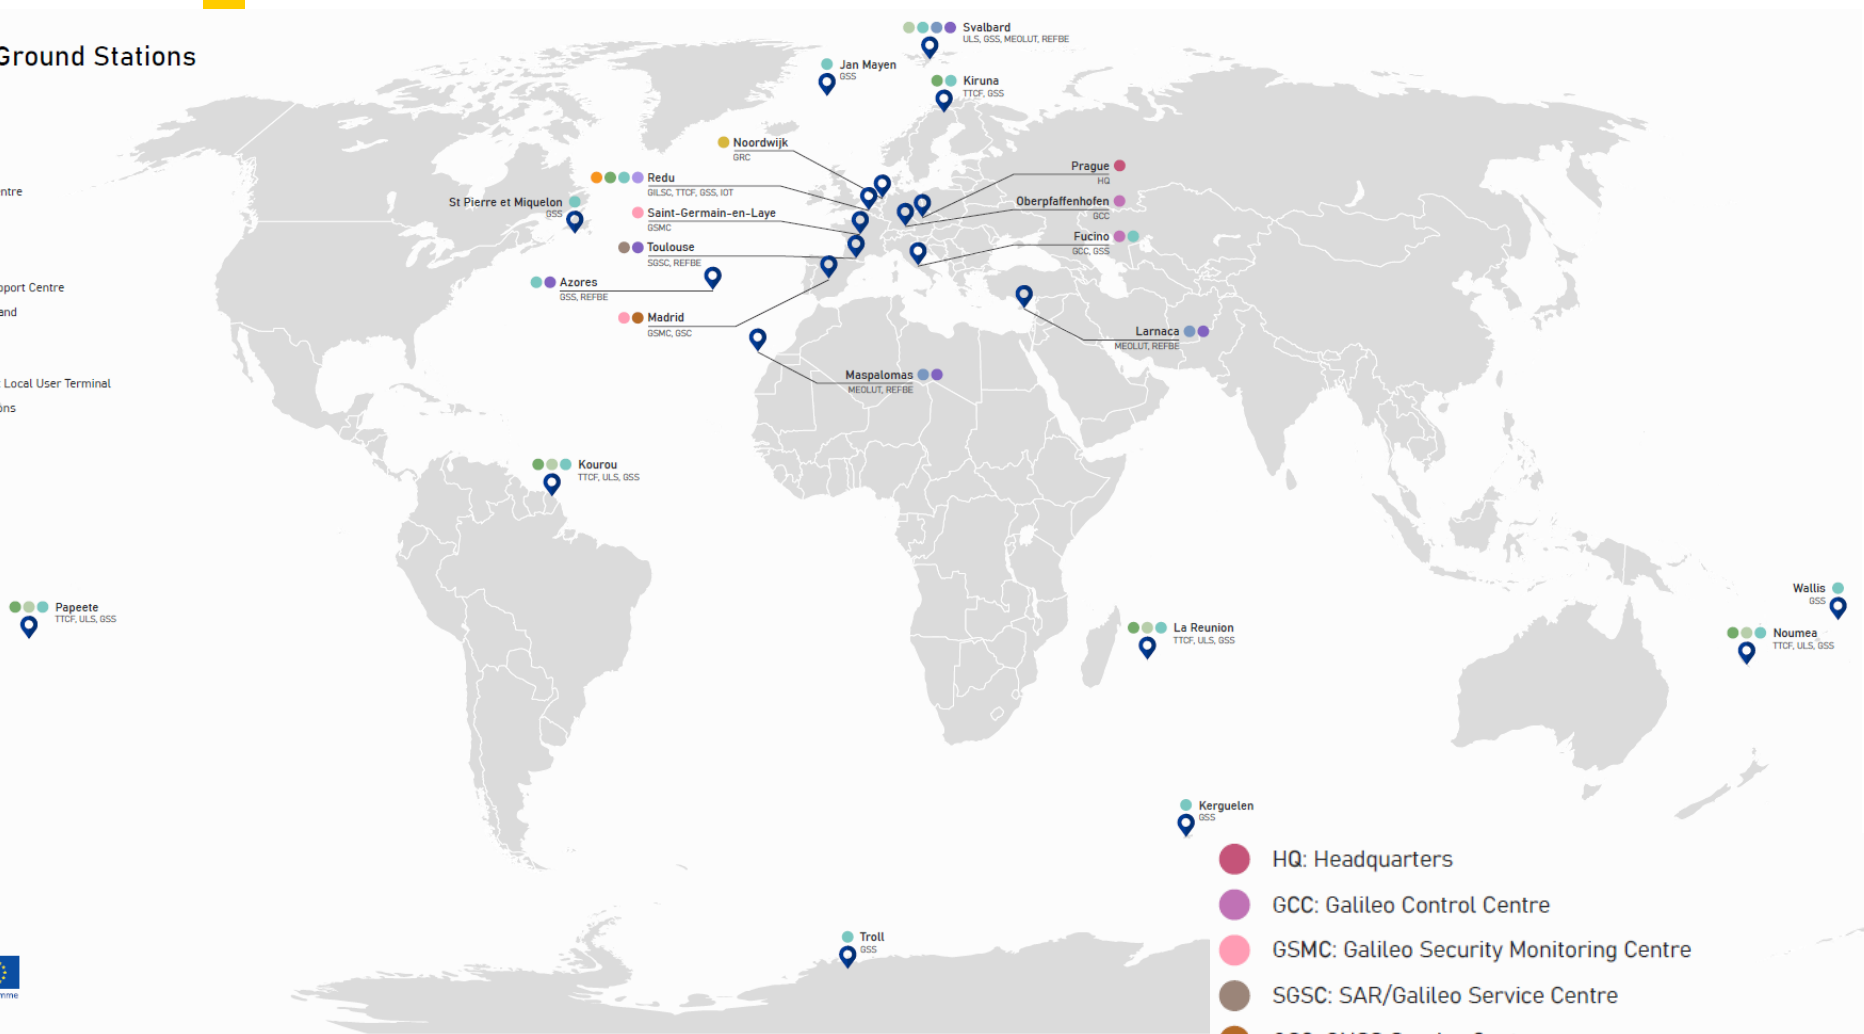 Ground Stations
Svalbard
ULS, GSS, MEOLUT, REFBE
Jan Mayen
GSS
Kiruna
TTCF, GSS
Noordwijk
GRC
Prague
HQ
Redu
GILSC, TTCF, GSS, IOT
St Pierre et Miquelon
GSS
Oberpfaffenhofen
GCC
Saint-Germain-en-Laye
GSMC
Fucino
GCC, GSS
Toulouse
SGSC, REFBE
Azores
GSS, REFBE
Madrid
GSMC, GSC
Larnaca
MEOLUT, REFBE
Maspalomas
MEOLUT, REFBE
ntre
port Centre
and
Local User Terminal
ons
Kourou
TTCF, ULS, GSS
Papeete
TTCF, ULS, GSS
La Reunion
TTCF, ULS, GSS
Wallis
GSS
Noumea
TTCF, ULS, GSS
Kerguelen
GSS
Troll
GSS
HQ: Headquarters
GCC: Galileo Control Centre
GSMC: Galileo Security Monitoring Centre
SGSC: SAR/Galileo Service Centre
mme